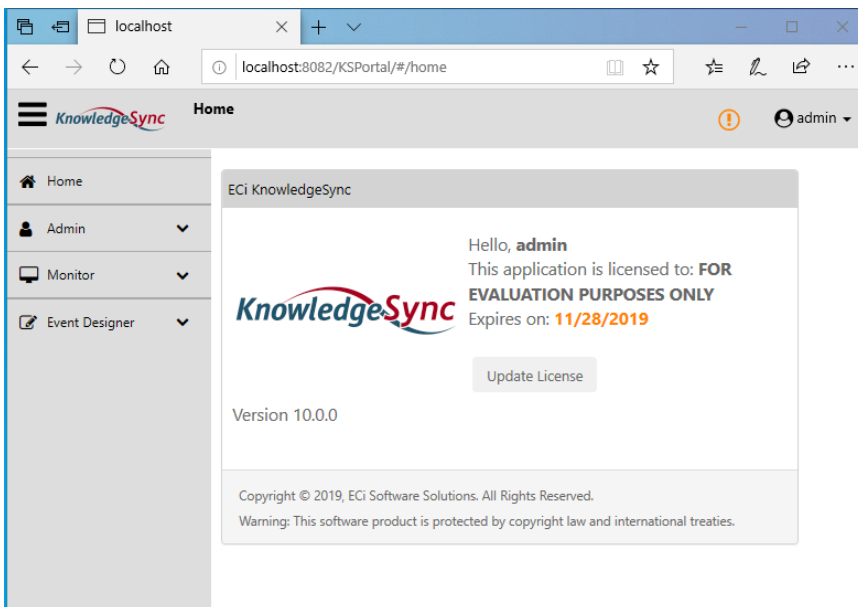 localhost
localhost:8082/KSPortal/#/home
KnowledgeSync
Home
admin
Home
Admin
Monitor
Event Designer
ECi KnowledgeSync
KnowledgeSync
Hello, admin
This application is licensed to: FOR
EVALUATION PURPOSES ONLY
Expires on: 11/28/2019
Update License
Version 10.0.0
Copyright © 2019, ECi Software Solutions. All Rights Reserved.
Warning: This software product is protected by copyright law and international treaties.